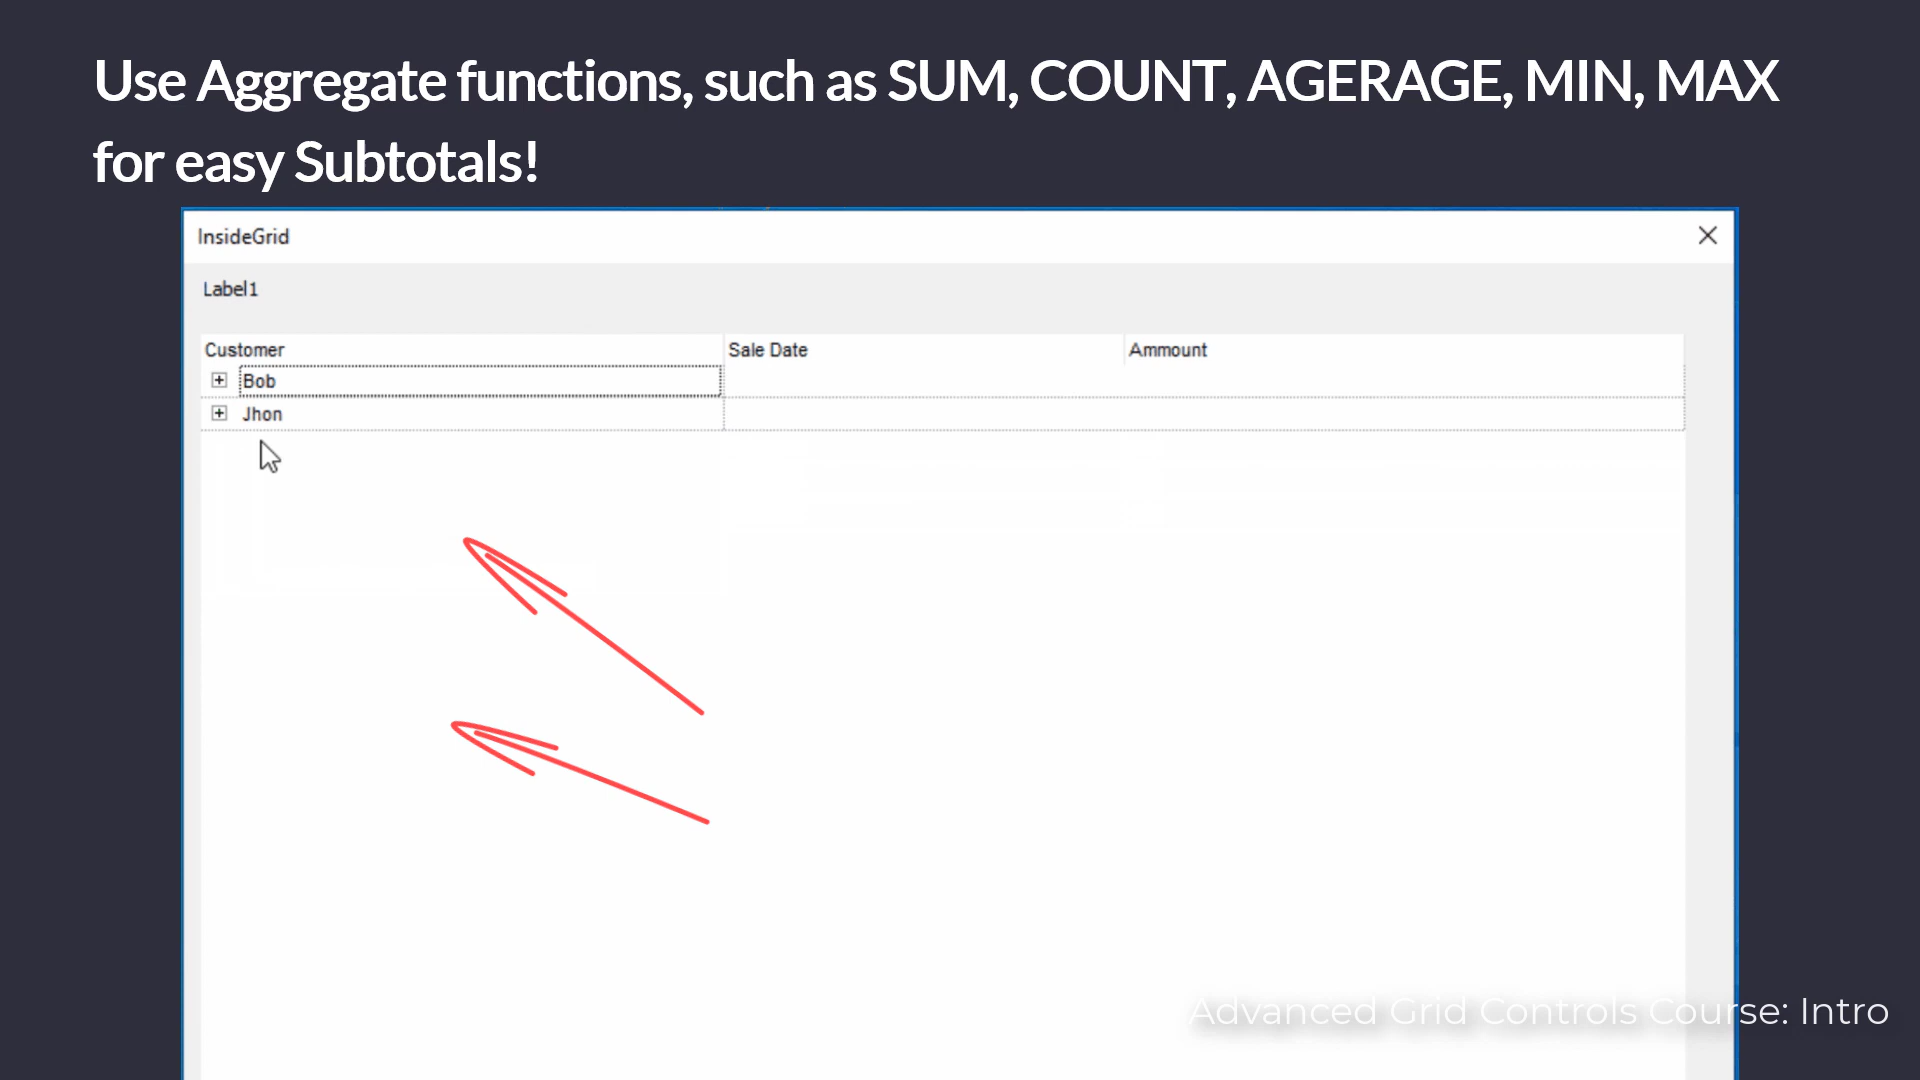 Use Aggregate functions, such as SUM, COUNT, AGERAGE, MIN, MAX
for easy Subtotals!
InsideGrid
Label1
Customer Sale Date Ammount
Bob
Jhon
Advanced Grid Controls Course: Intro